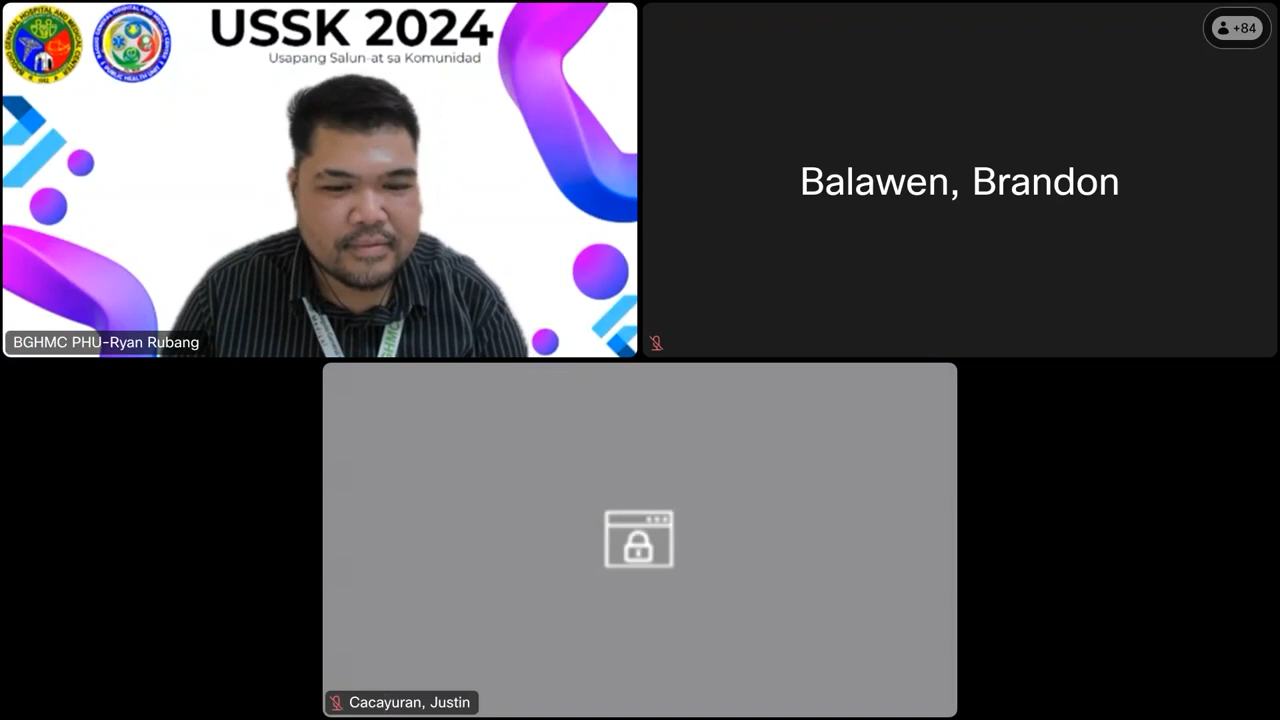 USSK 2024
Usapang Salun-at sa Komunidad
+84
Balawen, Brandon
BGHMC PHU-Ryan Rubang
Cacayuran, Justin